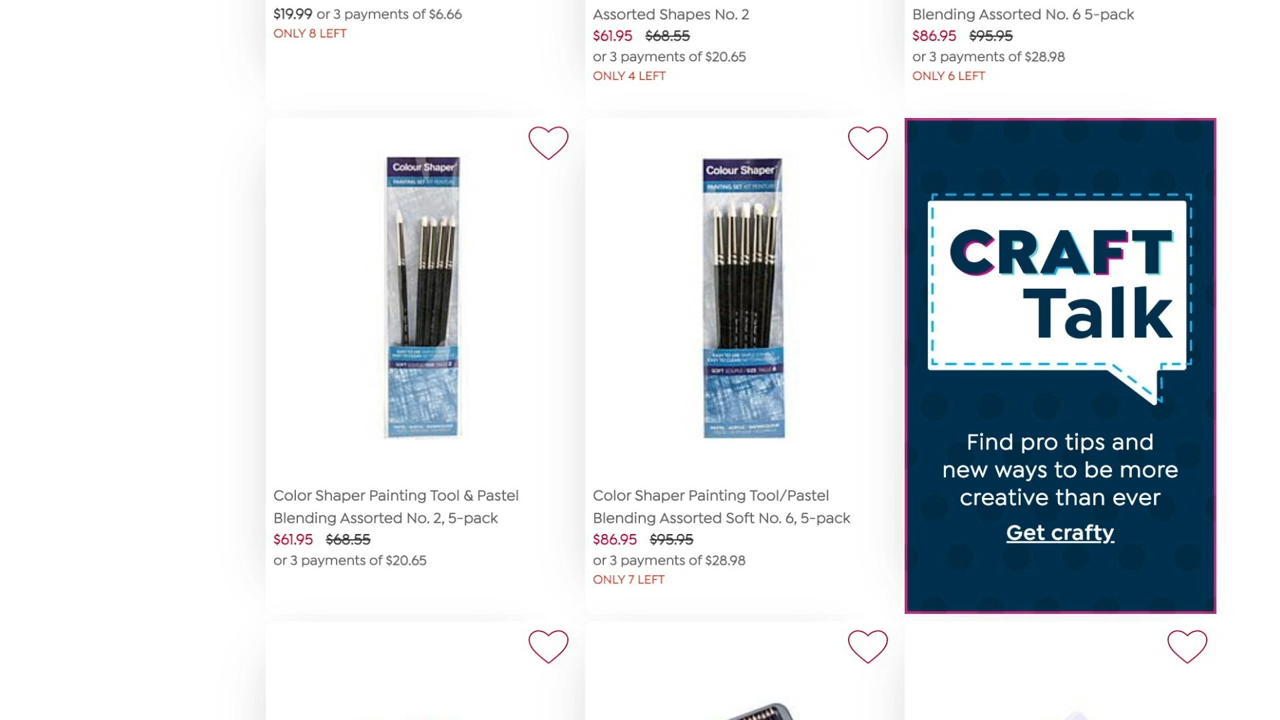 $19.99 or 3 payments of $6.66
ONLY 8 LEFT
Assorted Shapes No. 2
$61.95 $68.55
or 3 payments of $20.65
ONLY 4 LEFT
Blending Assorted No. 6 5-pack
$86.95 $95.95
or 3 payments of $28.98
ONLY 6 LEFT
Colour Shaper
PAINTING SET
Color Shaper Painting Tool & Pastel
Blending Assorted No. 2, 5-pack
$61.95 $68.55
or 3 payments of $20.65
Colour Shaper
PAINTING SET
Color Shaper Painting Tool/Pastel
Blending Assorted Soft No. 6, 5-pack
$86.95 $95.95
or 3 payments of $28.98
ONLY 7 LEFT
CRAFT
Talk
Find pro tips and
new ways to be more
creative than ever
Get crafty